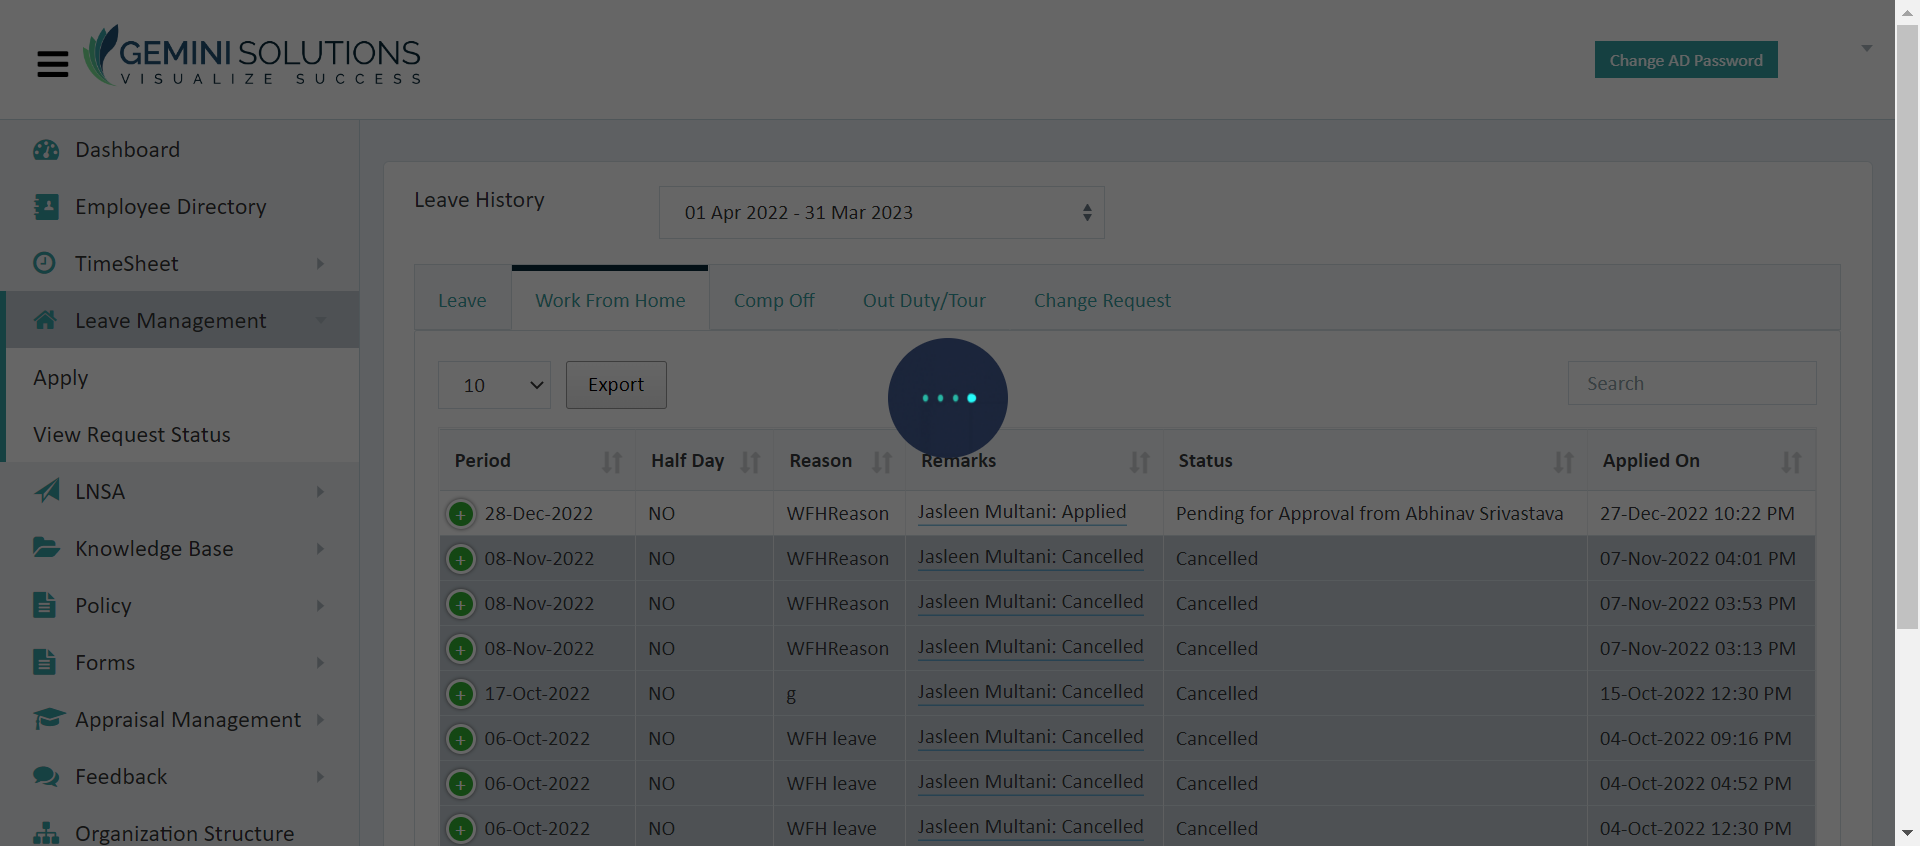 GEMINI SOLUTIONS
VISUALIZE SUCCESS
Change AD Password
Dashboard
Employee Directory
TimeSheet
Leave Management
Apply
View Request Status
LNSA
Knowledge Base
Policy
Forms
Appraisal Management
Feedback
Organization Structure
Leave History
01 Apr 2022 - 31 Mar 2023
Leave Work From Home Comp Off Out Duty/Tour Change Request
10 Export Search
Period Half Day Reason Remarks Status Applied On
28-Dec-2022 NO WFHReason Jasleen Multani: Applied Pending for Approval from Abhinav Srivastava 27-Dec-2022 10:22 PM
08-Nov-2022 NO WFHReason Jasleen Multani: Cancelled Cancelled 07-Nov-2022 04:01 PM
08-Nov-2022 NO WFHReason Jasleen Multani: Cancelled Cancelled 07-Nov-2022 03:53 PM
08-Nov-2022 NO WFHReason Jasleen Multani: Cancelled Cancelled 07-Nov-2022 03:13 PM
17-Oct-2022 NO g Jasleen Multani: Cancelled Cancelled 15-Oct-2022 12:30 PM
06-Oct-2022 NO WFH leave Jasleen Multani: Cancelled Cancelled 04-Oct-2022 09:16 PM
06-Oct-2022 NO WFH leave Jasleen Multani: Cancelled Cancelled 04-Oct-2022 04:52 PM
06-Oct-2022 NO WFH leave Jasleen Multani: Cancelled Cancelled 04-Oct-2022 12:30 PM